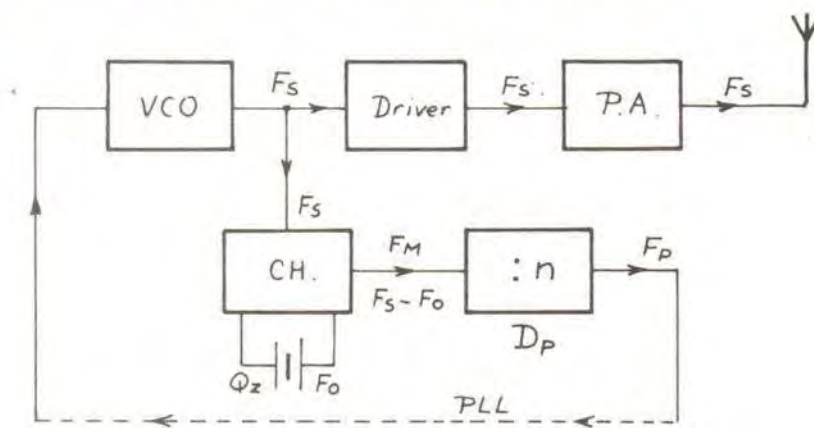 VCO
Fs
Driver
Fs
P.A.
Fs
Fs
CH.
FM
Fs - Fo
: n
Fp
Dp
Qz
Fo
PLL